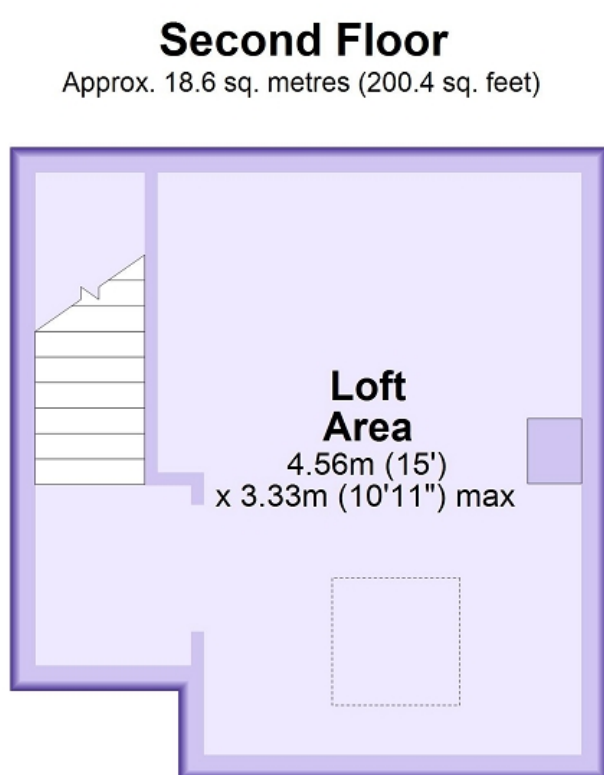 Second Floor
Approx. 18.6 sq. metres (200.4 sq. feet)
Loft
Area
4.56m (15')
x 3.33m (10'11") max